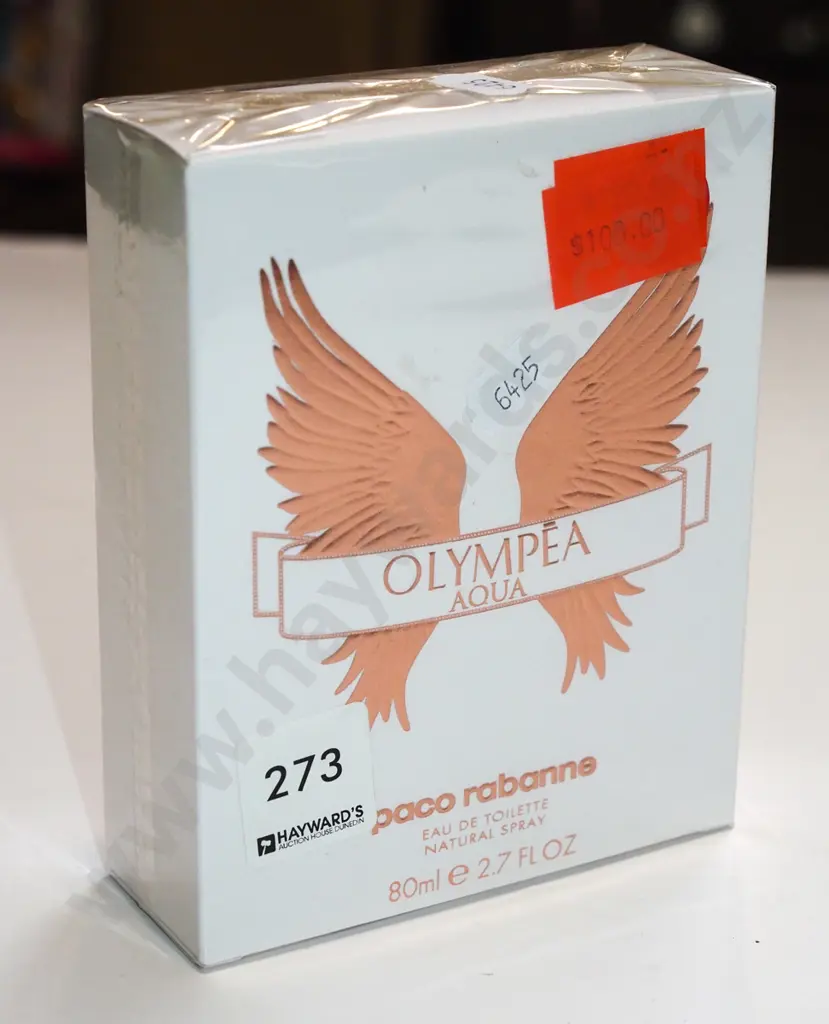 $100.00
6425
OLYMPĒA
AQUA
273
HAYWARD'S
AUCTION HOUSE DUNEDIN
paco rabanne
EAU DE TOILETTE
NATURAL SPRAY
80ml e 2.7 FL OZ
www.haywards.co.nz